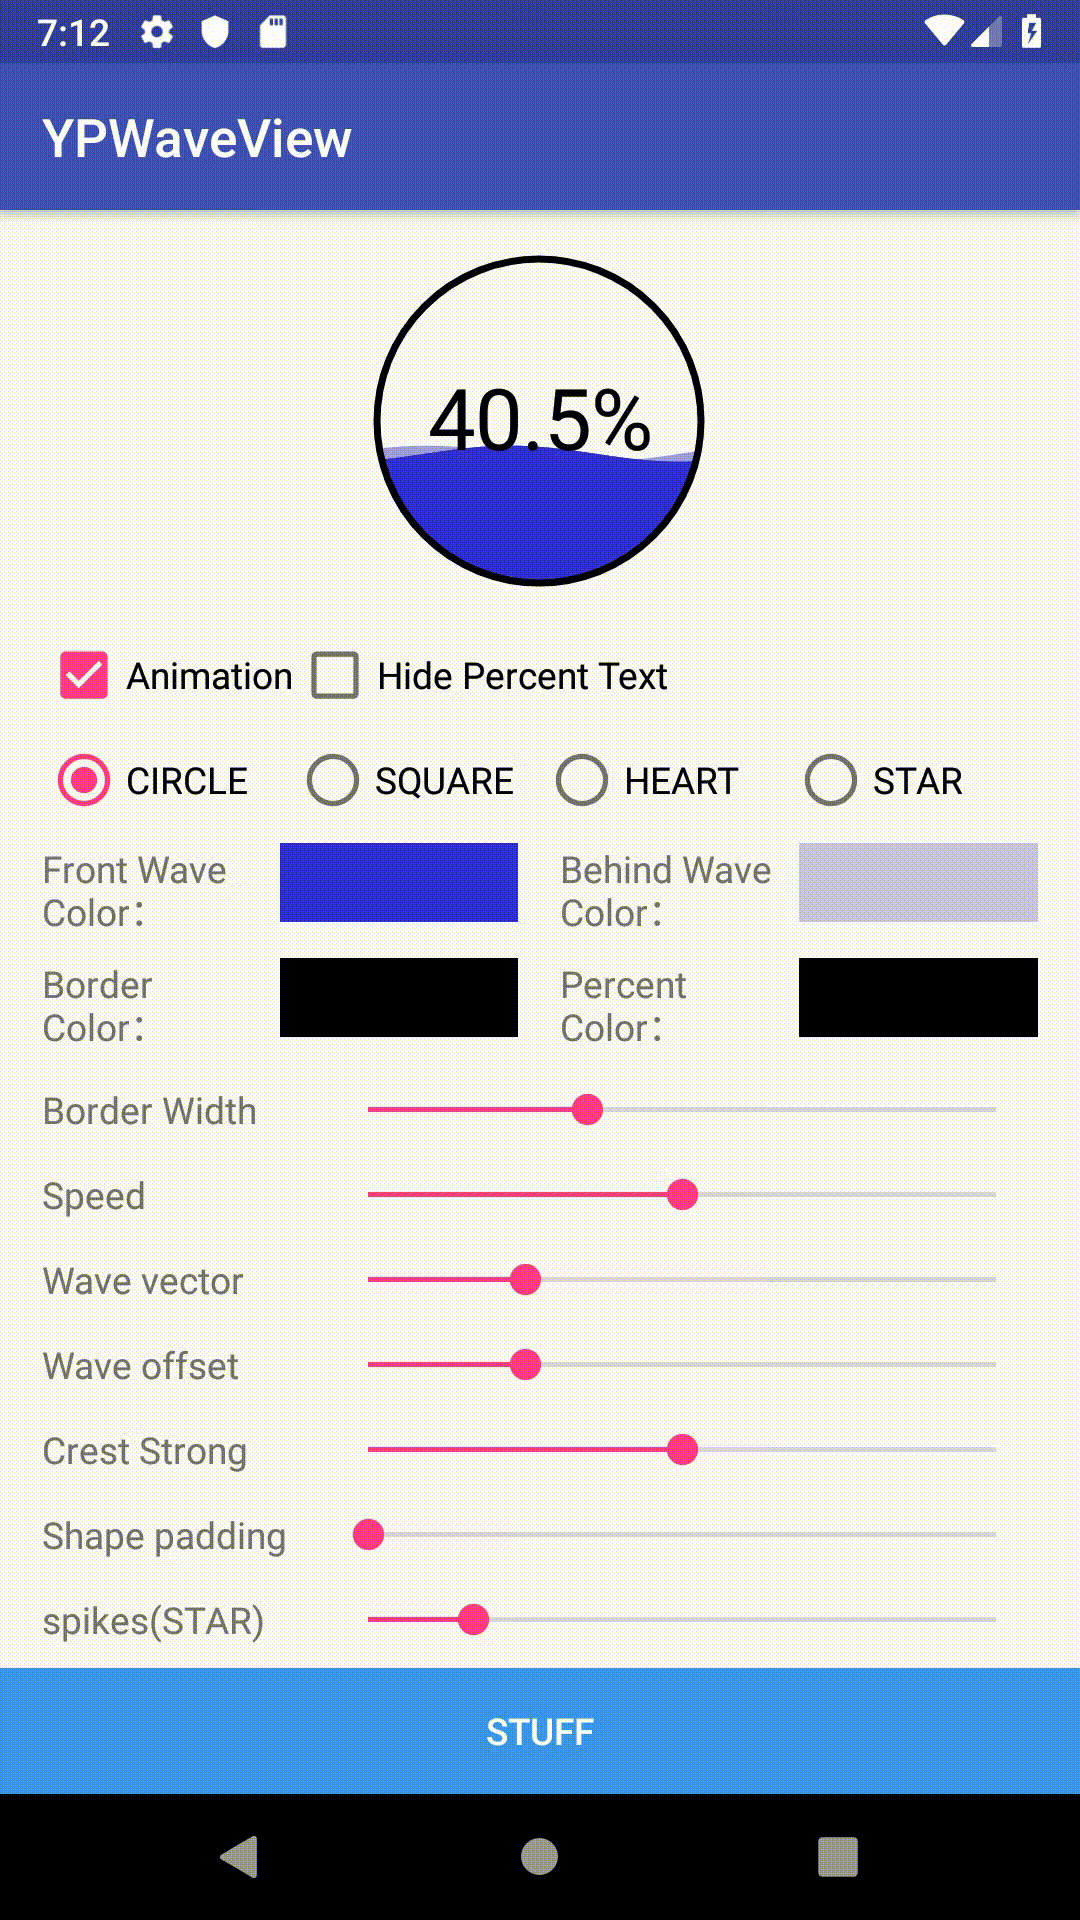 7:12
YPWaveView
40.5%
Animation Hide Percent Text
CIRCLE SQUARE HEART STAR
Front Wave Color：
Behind Wave Color：
Border Color：
Percent Color：
Border Width
Speed
Wave vector
Wave offset
Crest Strong
Shape padding
spikes(STAR)
STUFF